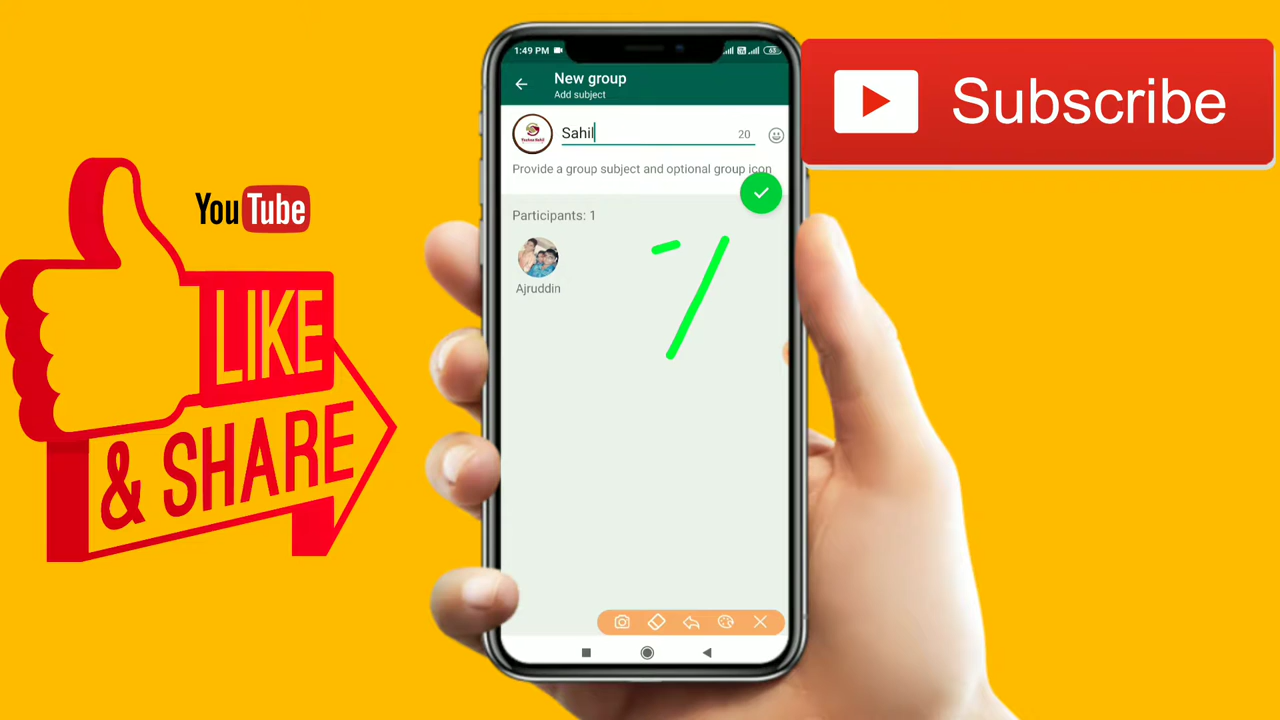 1:49 PM
New group
Add subject
Sahil
20
Provide a group subject and optional group icon
Participants: 1
Ajruddin
YouTube
LIKE
& SHARE
Subscribe